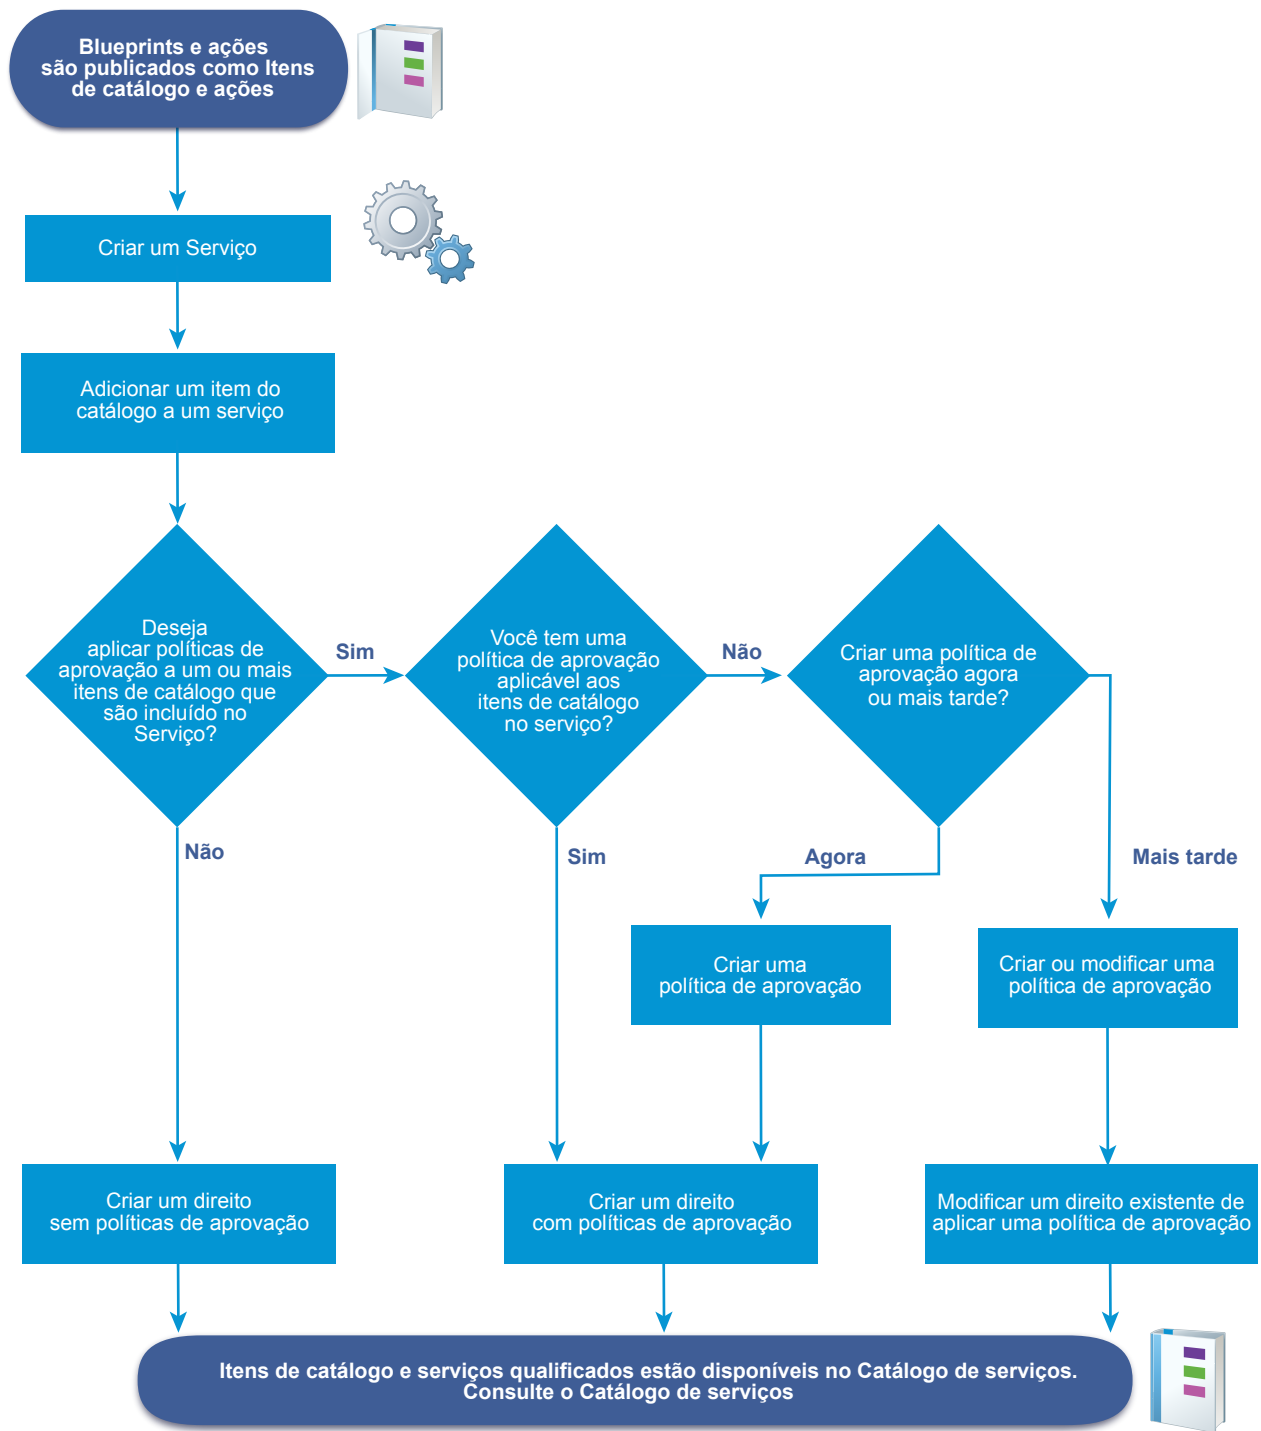 Blueprints e ações
são publicados como Itens
de catálogo e ações
Criar um Serviço
Adicionar um item do
catálogo a um serviço
Deseja
aplicar políticas de
aprovação a um ou mais
itens de catálogo que
são incluído no
Serviço?
Sim
Você tem uma
política de aprovação
aplicável aos
itens de catálogo
no serviço?
Não
Criar uma política de
aprovação agora
ou mais tarde?
Não
Sim
Agora
Mais tarde
Criar uma
política de aprovação
Criar ou modificar uma
política de aprovação
Criar um direito
sem políticas de aprovação
Criar um direito
com políticas de aprovação
Modificar um direito existente de
aplicar uma política de aprovação
Itens de catálogo e serviços qualificados estão disponíveis no Catálogo de serviços.
Consulte o Catálogo de serviços